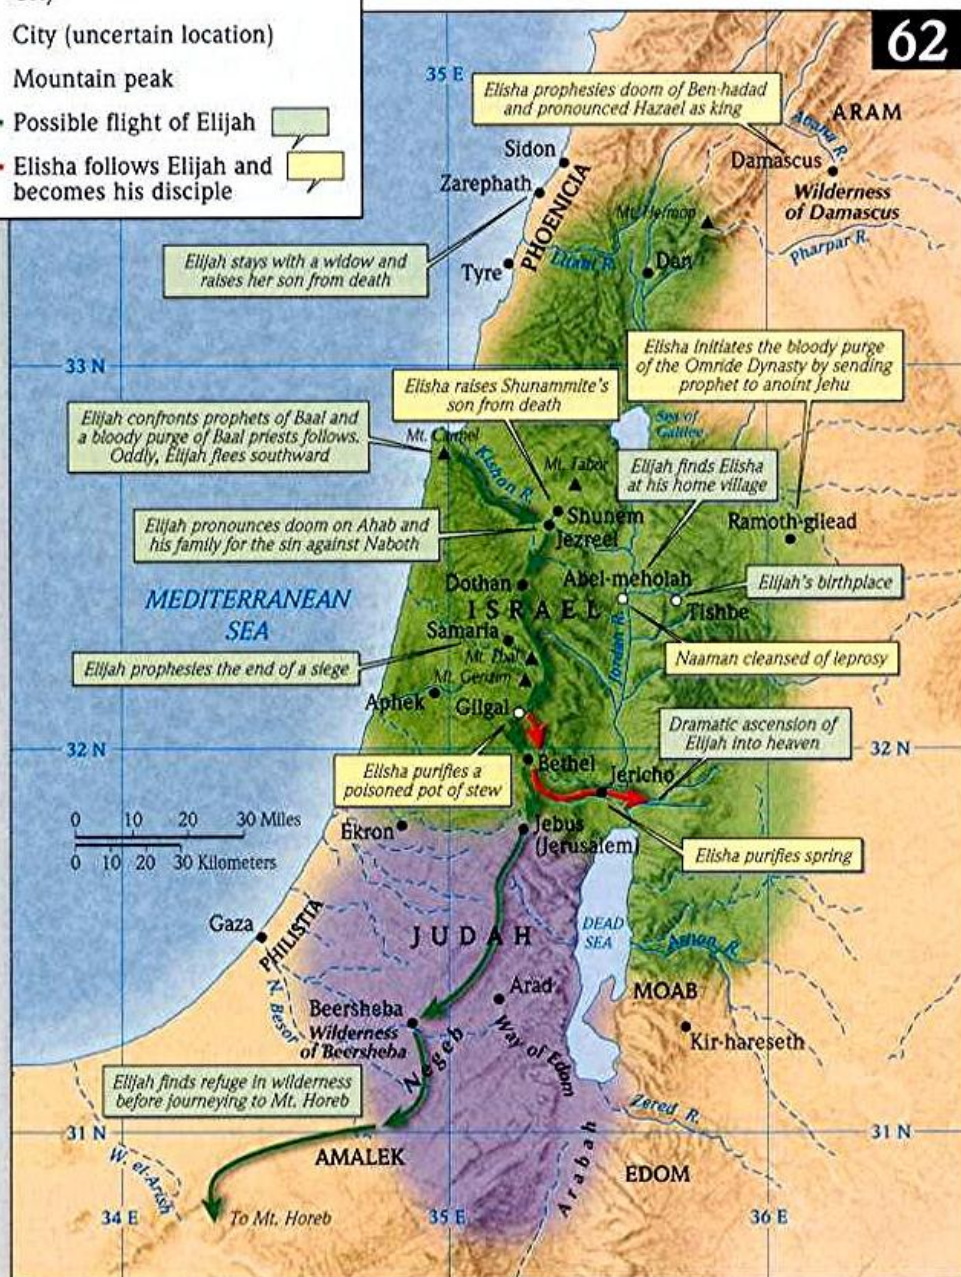 City (uncertain location)
Mountain peak
Possible flight of Elijah
Elisha follows Elijah and
becomes his disciple
62
35 E
Elisha prophesies doom of Ben-hadad
and pronounced Hazael as king
ARAM
Abana R.
Sidon
Damascus
Zarephath
Wilderness
of Damascus
PHOENICIA
Mt. Hermon
Pharpar R.
Elijah stays with a widow and
raises her son from death
Tyre
Litani R.
Dan
33 N
Elisha initiates the bloody purge
of the Omride Dynasty by sending
prophet to anoint Jehu
Elisha raises Shunammite's
son from death
Elijah confronts prophets of Baal and
a bloody purge of Baal priests follows.
Oddly, Elijah flees southward
Mt. Carmel
Sea of
Galilee
Kishon R.
Mt. Tabor
Elijah finds Elisha
at his home village
Elijah pronounces doom on Ahab and
his family for the sin against Naboth
Shunem
Jezreel
Ramoth-gilead
Dothan
Abel-meholah
Elijah's birthplace
MEDITERRANEAN
SEA
ISRAEL
Tishbe
Samaria
Jordan R.
Mt. Ebal
Naaman cleansed of leprosy
Elijah prophesies the end of a siege
Mt. Gerizim
Aphek
Gilgal
Dramatic ascension of
Elijah into heaven
32 N
32 N
Elisha purifies a
poisoned pot of stew
Bethel
Jericho
0 10 20 30 Miles
0 10 20 30 Kilometers
Ekron
Jebus
(Jerusalem)
Elisha purifies spring
Gaza
PHILISTIA
JUDAH
DEAD
SEA
Arnon R.
N. Besor
Arad
MOAB
Beersheba
Wilderness
of Beersheba
Negeb
Way of Edom
Kir-hareseth
Elijah finds refuge in wilderness
before journeying to Mt. Horeb
Zered R.
31 N
31 N
AMALEK
W. el-Arish
Arabah
EDOM
34 E
To Mt. Horeb
35 E
36 E